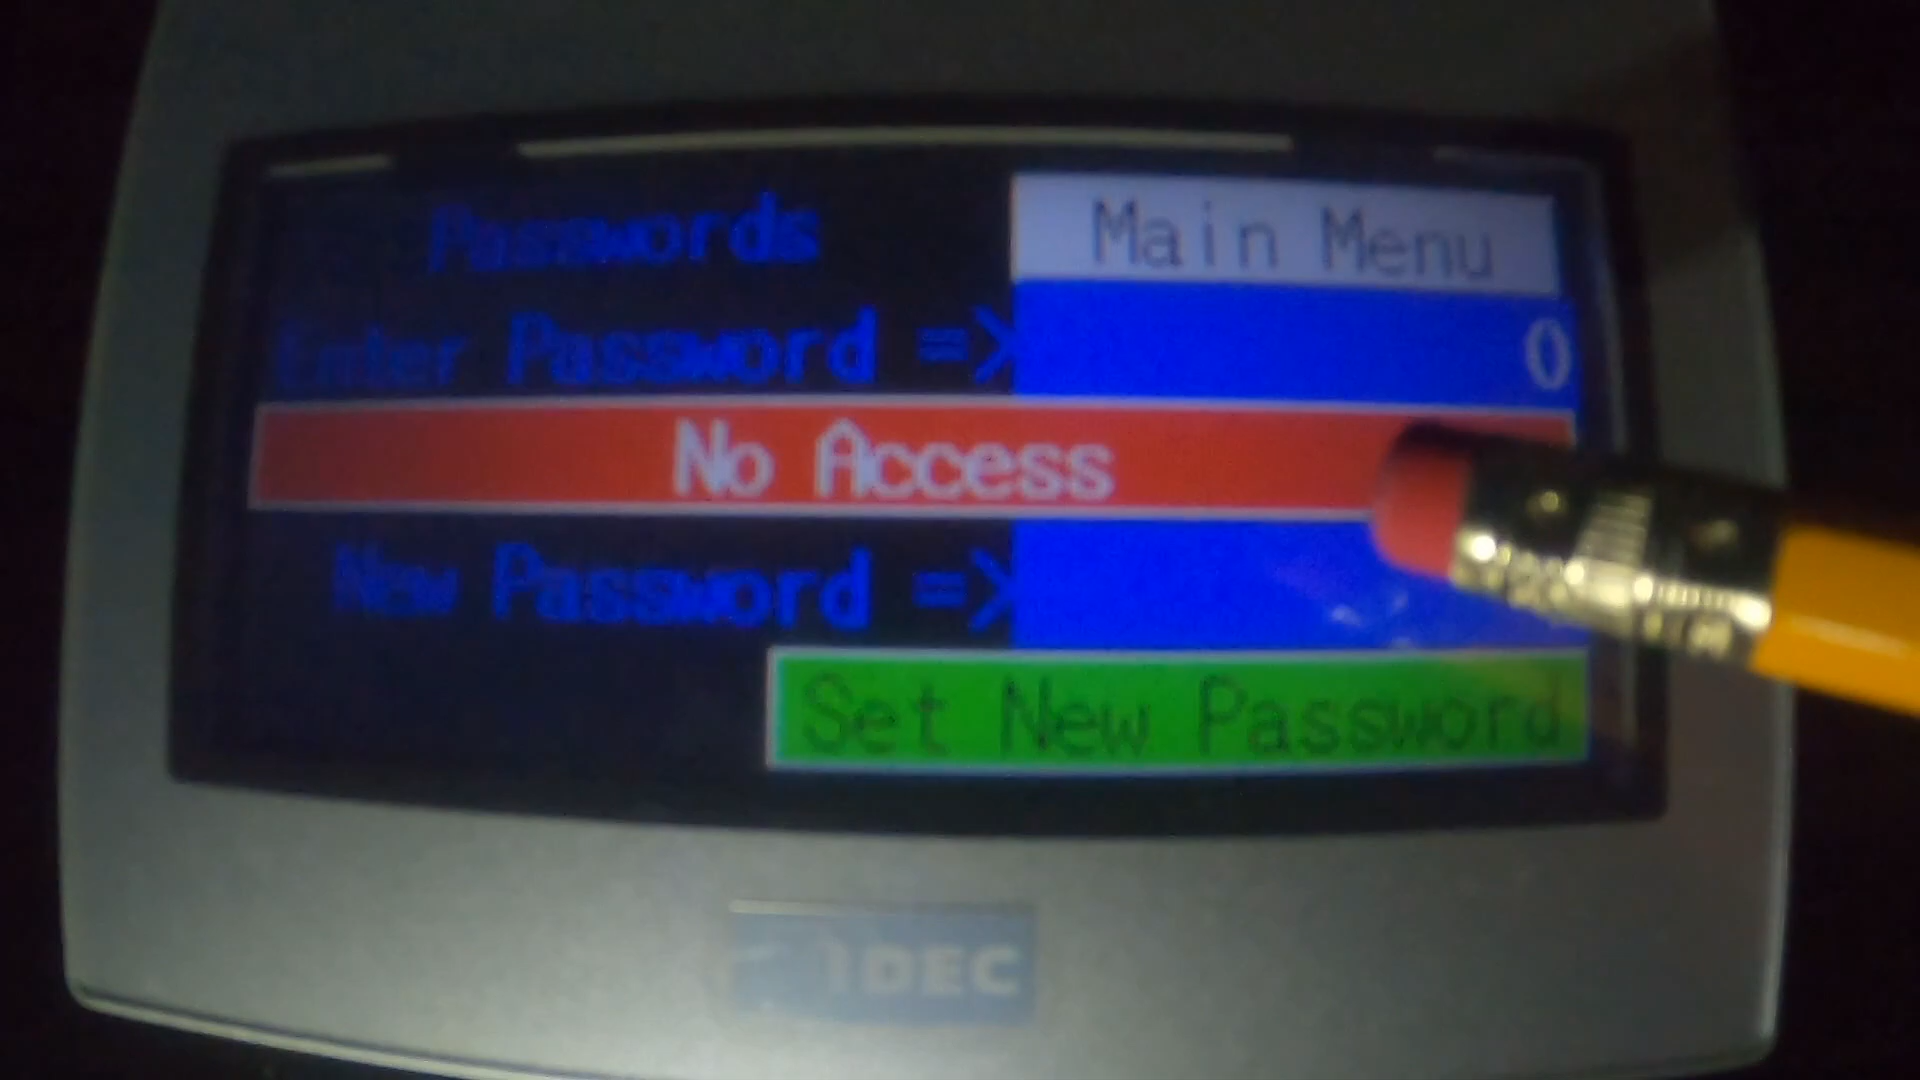 Passwords
Main Menu
Enter Password =>
0
No Access
New Password =>
Set New Password
IDEC